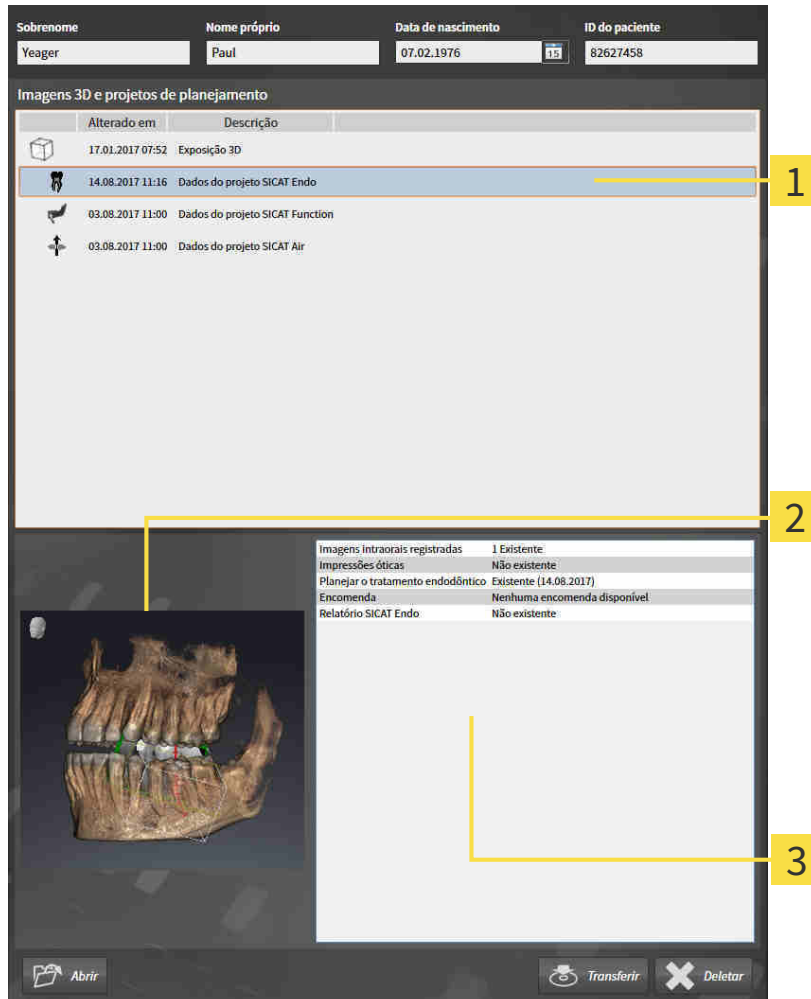 Sobrenome Nome próprio Data de nascimento ID do paciente
Yeager Paul 07.02.1976 15 82627458
Imagens 3D e projetos de planejamento
Alterado em Descrição
17.01.2017 07:52 Exposição 3D
14.08.2017 11:16 Dados do projeto SICAT Endo
1
03.08.2017 11:00 Dados do projeto SICAT Function
03.08.2017 11:00 Dados do projeto SICAT Air
2
Imagens intraorais registradas 1 Existente
Impressões óticas Não existente
Planejar o tratamento endodôntico Existente (14.08.2017)
Encomenda Nenhuma encomenda disponível
Relatório SICAT Endo Não existente
3
Abrir Transferir Deletar